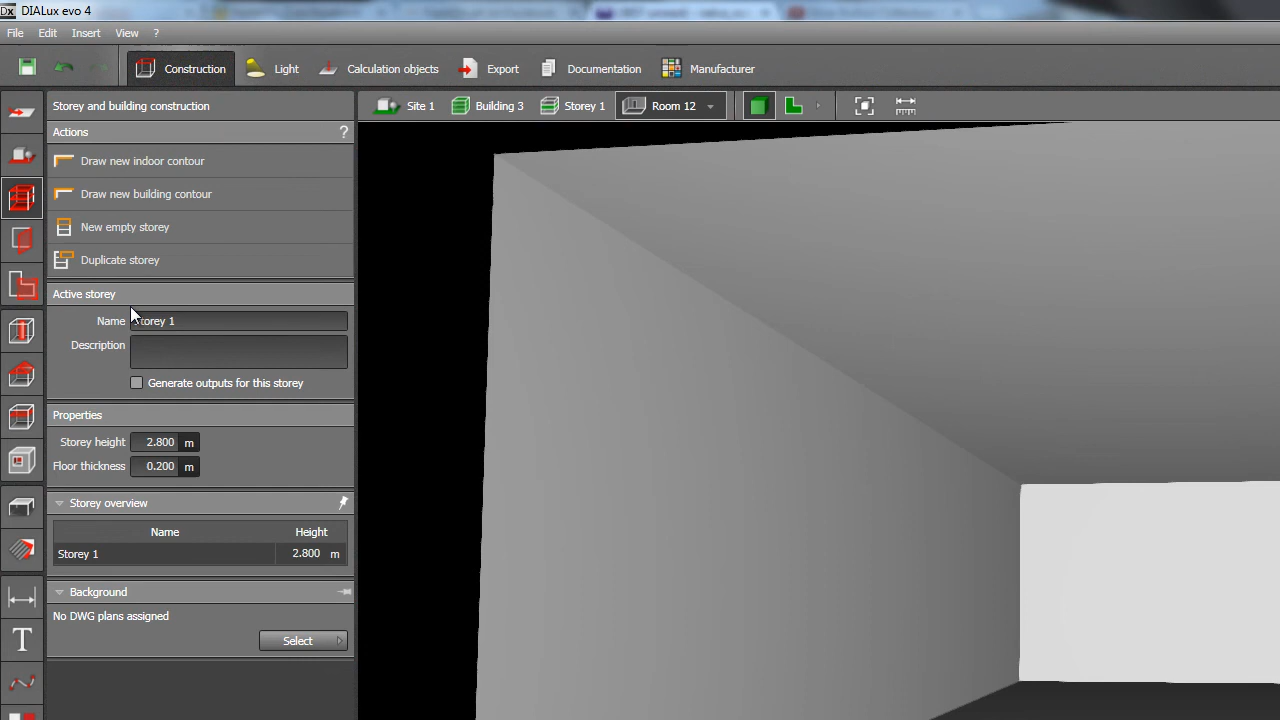 Dx DIALux evo 4
File Edit Insert View ?
Construction Light Calculation objects Export Documentation Manufacturer
Storey and building construction
Site 1 Building 3 Storey 1 Room 12
Actions ?
Draw new indoor contour
Draw new building contour
New empty storey
Duplicate storey
Active storey
Name Storey 1
Description
Generate outputs for this storey
Properties
Storey height 2.800 m
Floor thickness 0.200 m
Storey overview
Name Height
Storey 1 2.800 m
Background
No DWG plans assigned
Select
T